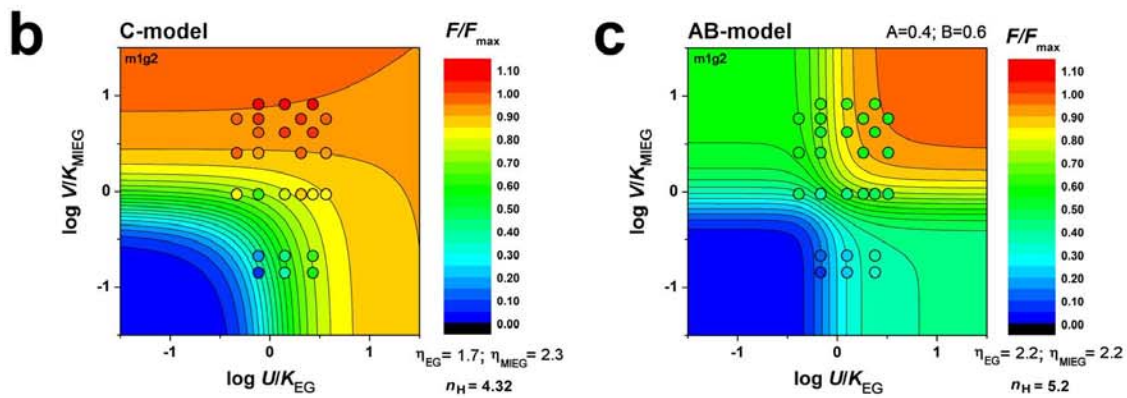 b C-model F/Fmax
m1g2
1
0
-1
log V/KMIEG
-1 0 1
log U/KEG
1.10
1.00
0.90
0.80
0.70
0.60
0.50
0.40
0.30
0.20
0.10
0.00
ηEG = 1.7; ηMIEG = 2.3
nH = 4.32
c AB-model A=0.4; B=0.6 F/Fmax
m1g2
1
0
-1
log V/KMIEG
-1 0 1
log U/KEG
1.10
1.00
0.90
0.80
0.70
0.60
0.50
0.40
0.30
0.20
0.10
0.00
ηEG = 2.2; ηMIEG = 2.2
nH = 5.2